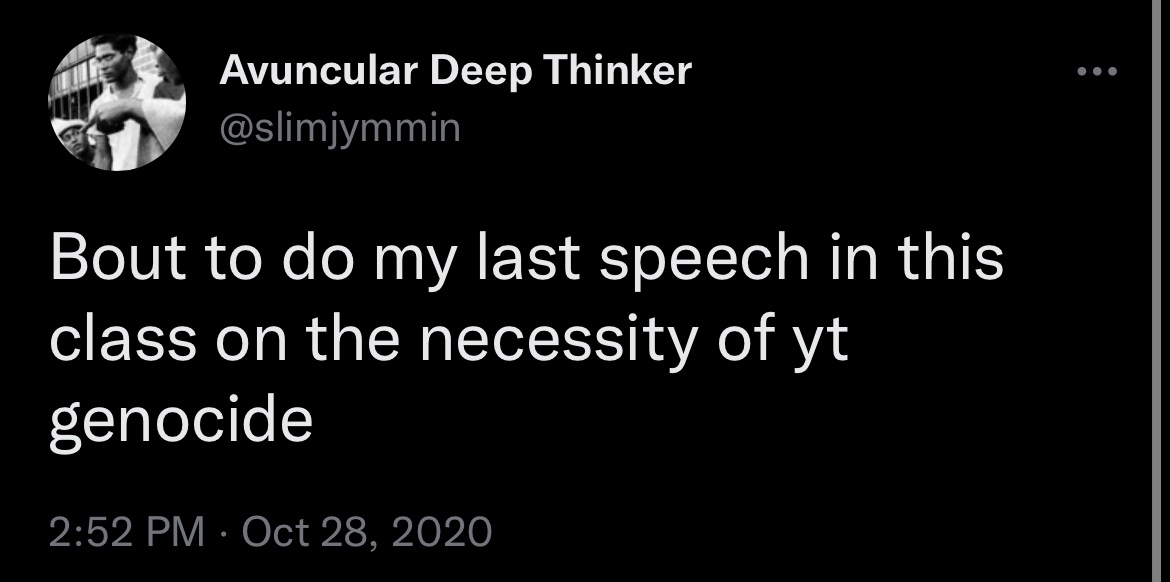 Avuncular Deep Thinker
@slimjymmin
Bout to do my last speech in this
class on the necessity of yt
genocide
2:52 PM · Oct 28, 2020